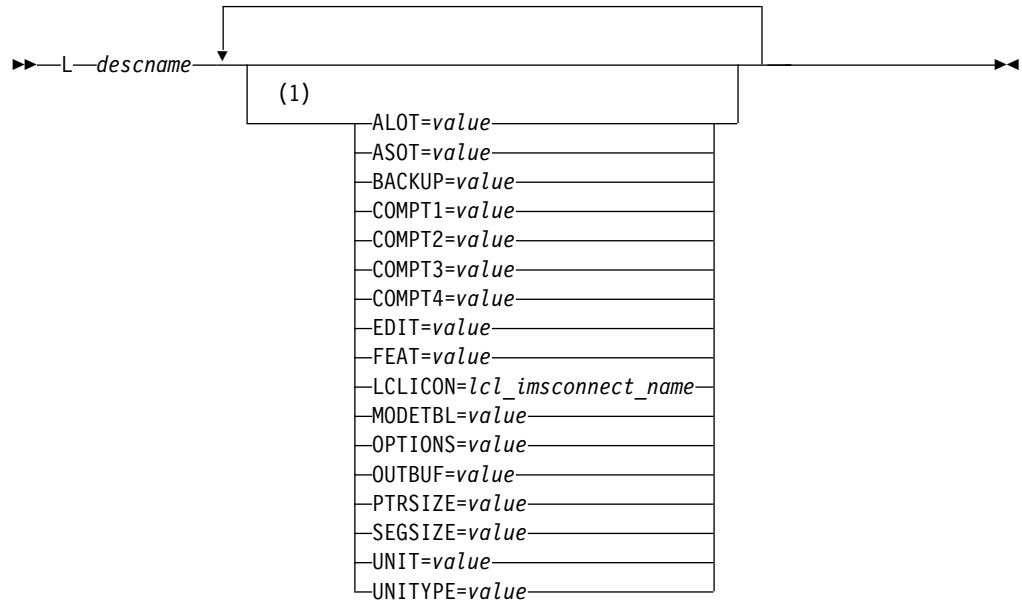 L descname
(1)
ALOT=value
ASOT=value
BACKUP=value
COMPT1=value
COMPT2=value
COMPT3=value
COMPT4=value
EDIT=value
FEAT=value
LCLICON=lcl_imsconnect_name
MODETBL=value
OPTIONS=value
OUTBUF=value
PTRSIZE=value
SEGSIZE=value
UNIT=value
UNITYPE=value